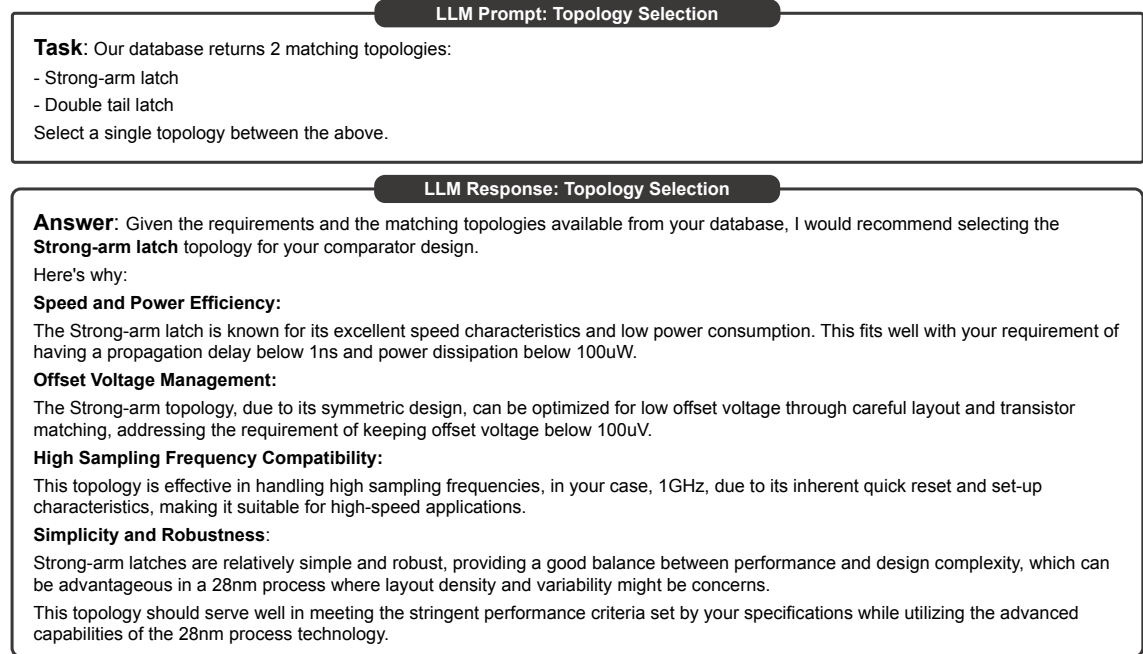 LLM Prompt: Topology Selection
Task: Our database returns 2 matching topologies:
- Strong-arm latch
- Double tail latch
Select a single topology between the above.
LLM Response: Topology Selection
Answer: Given the requirements and the matching topologies available from your database, I would recommend selecting the
Strong-arm latch topology for your comparator design.
Here's why:
Speed and Power Efficiency:
The Strong-arm latch is known for its excellent speed characteristics and low power consumption. This fits well with your requirement of
having a propagation delay below 1ns and power dissipation below 100uW.
Offset Voltage Management:
The Strong-arm topology, due to its symmetric design, can be optimized for low offset voltage through careful layout and transistor
matching, addressing the requirement of keeping offset voltage below 100uV.
High Sampling Frequency Compatibility:
This topology is effective in handling high sampling frequencies, in your case, 1GHz, due to its inherent quick reset and set-up
characteristics, making it suitable for high-speed applications.
Simplicity and Robustness:
Strong-arm latches are relatively simple and robust, providing a good balance between performance and design complexity, which can
be advantageous in a 28nm process where layout density and variability might be concerns.
This topology should serve well in meeting the stringent performance criteria set by your specifications while utilizing the advanced
capabilities of the 28nm process technology.